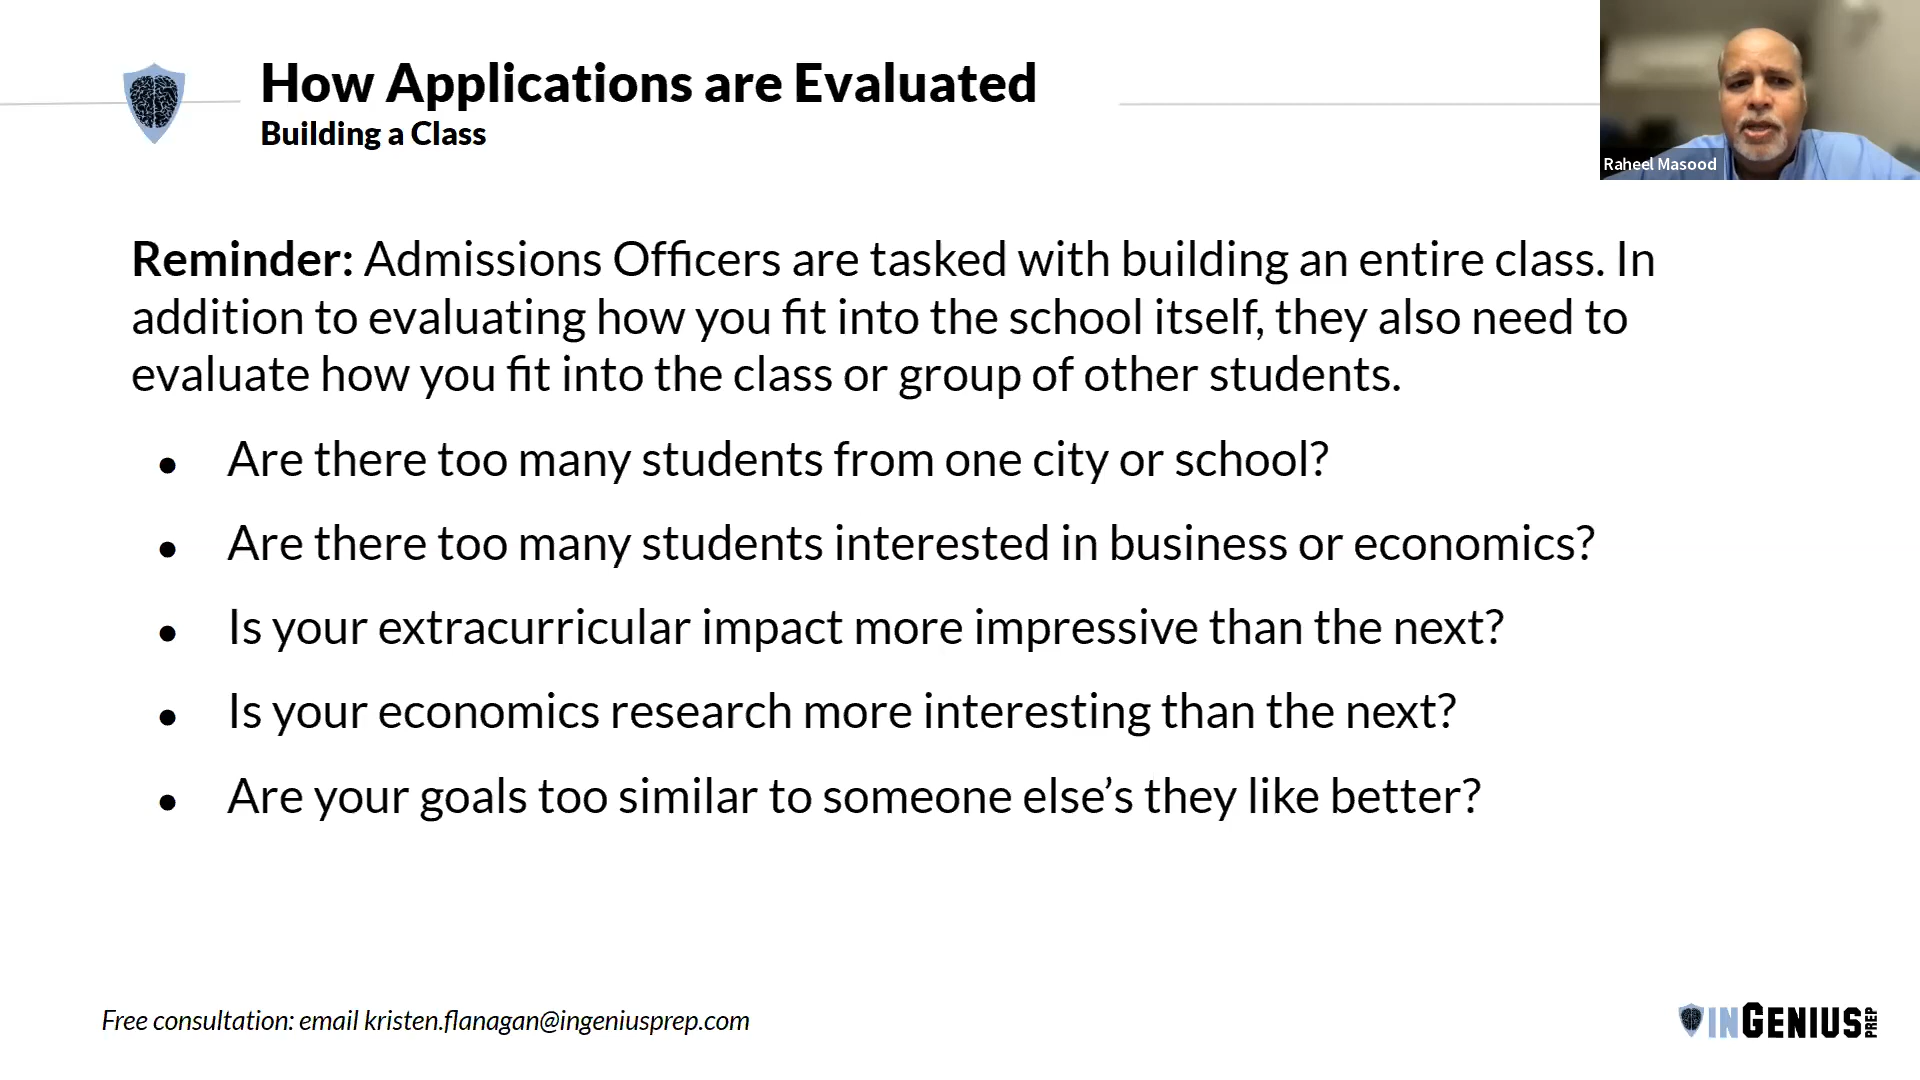 How Applications are Evaluated
Building a Class
Raheel Masood
Reminder: Admissions Officers are tasked with building an entire class. In
addition to evaluating how you fit into the school itself, they also need to
evaluate how you fit into the class or group of other students.
● Are there too many students from one city or school?
● Are there too many students interested in business or economics?
● Is your extracurricular impact more impressive than the next?
● Is your economics research more interesting than the next?
● Are your goals too similar to someone else’s they like better?
Free consultation: email kristen.flanagan@ingeniusprep.com
INGENIUS PREP